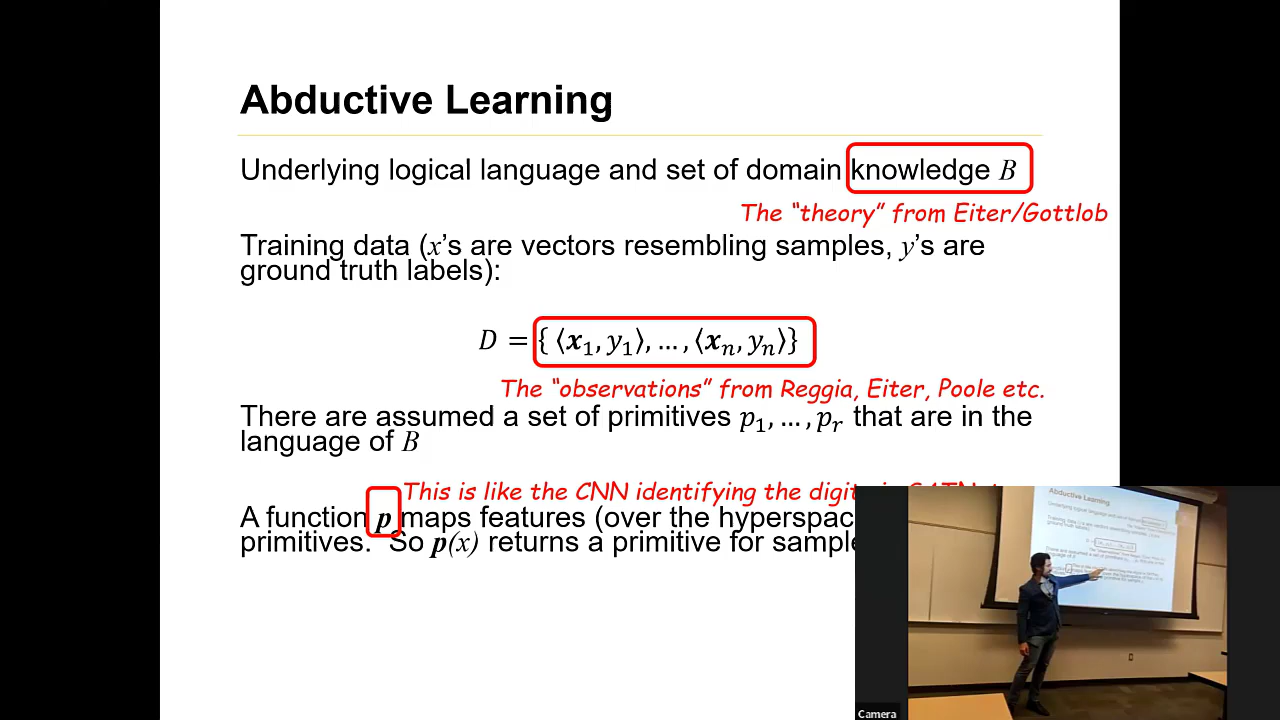 Abductive Learning
Underlying logical language and set of domain knowledge B
The "theory" from Eiter/Gottlob
Training data (x's are vectors resembling samples, y's are
ground truth labels):
D = { ⟨x₁, y₁⟩, … , ⟨xₙ, yₙ⟩}
The "observations" from Reggia, Eiter, Poole etc.
There are assumed a set of primitives p₁, … , pᵣ that are in the
language of B
This is like the CNN identifying the
A function p maps features (over the
primitives. So p(x) returns a primitive for
Abductive Learning
Camera